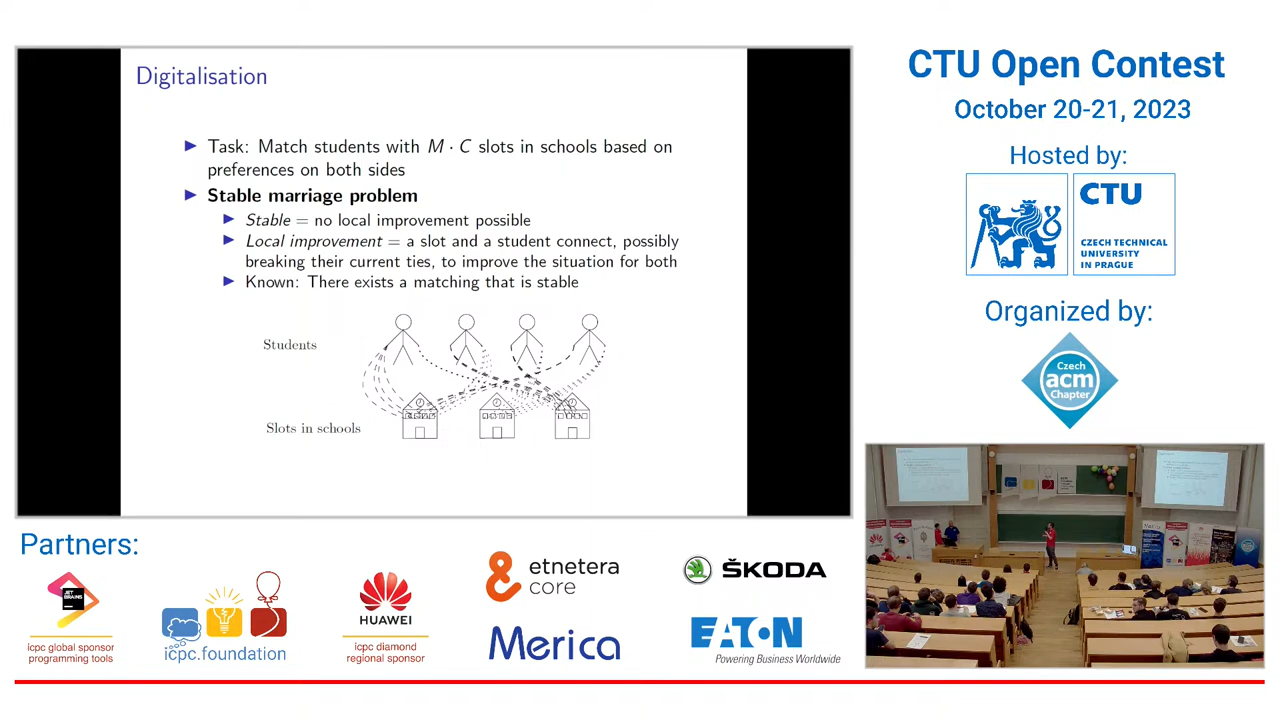 Digitalisation
Task: Match students with M · C slots in schools based on
preferences on both sides
Stable marriage problem
Stable = no local improvement possible
Local improvement = a slot and a student connect, possibly
breaking their current ties, to improve the situation for both
Known: There exists a matching that is stable
Students
Slots in schools
CTU Open Contest
October 20-21, 2023
Hosted by:
CTU
CZECH TECHNICAL
UNIVERSITY
IN PRAGUE
Organized by:
Czech
acm
Chapter
Partners:
JET
BRAINS
icpc global sponsor
programming tools
icpc.foundation
HUAWEI
icpc diamond
regional sponsor
etnetera
core
Merica
ŠKODA
EATON
Powering Business Worldwide